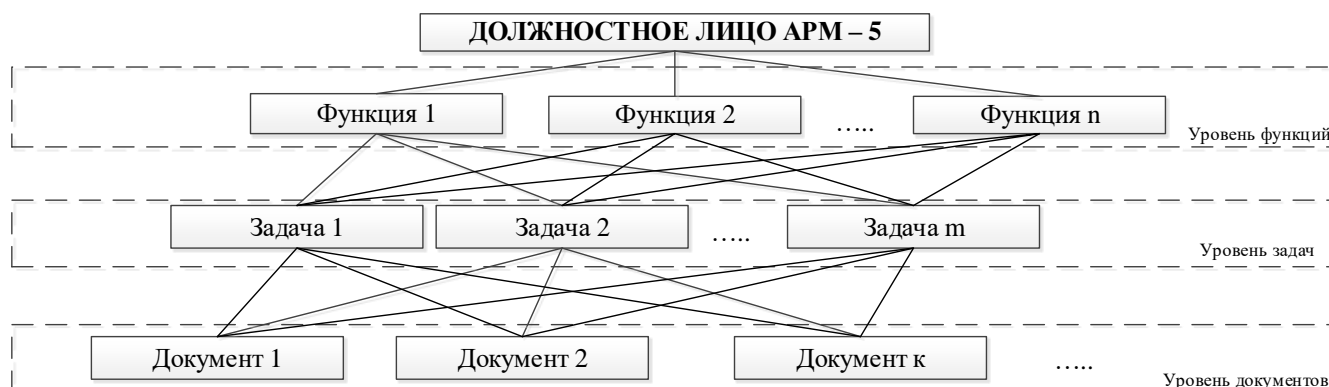 ДОЛЖНОСТНОЕ ЛИЦО АРМ – 5
Функция 1
Функция 2
.....
Функция n
Уровень функций
Задача 1
Задача 2
.....
Задача m
Уровень задач
Документ 1
Документ 2
Документ к
.....
Уровень документов